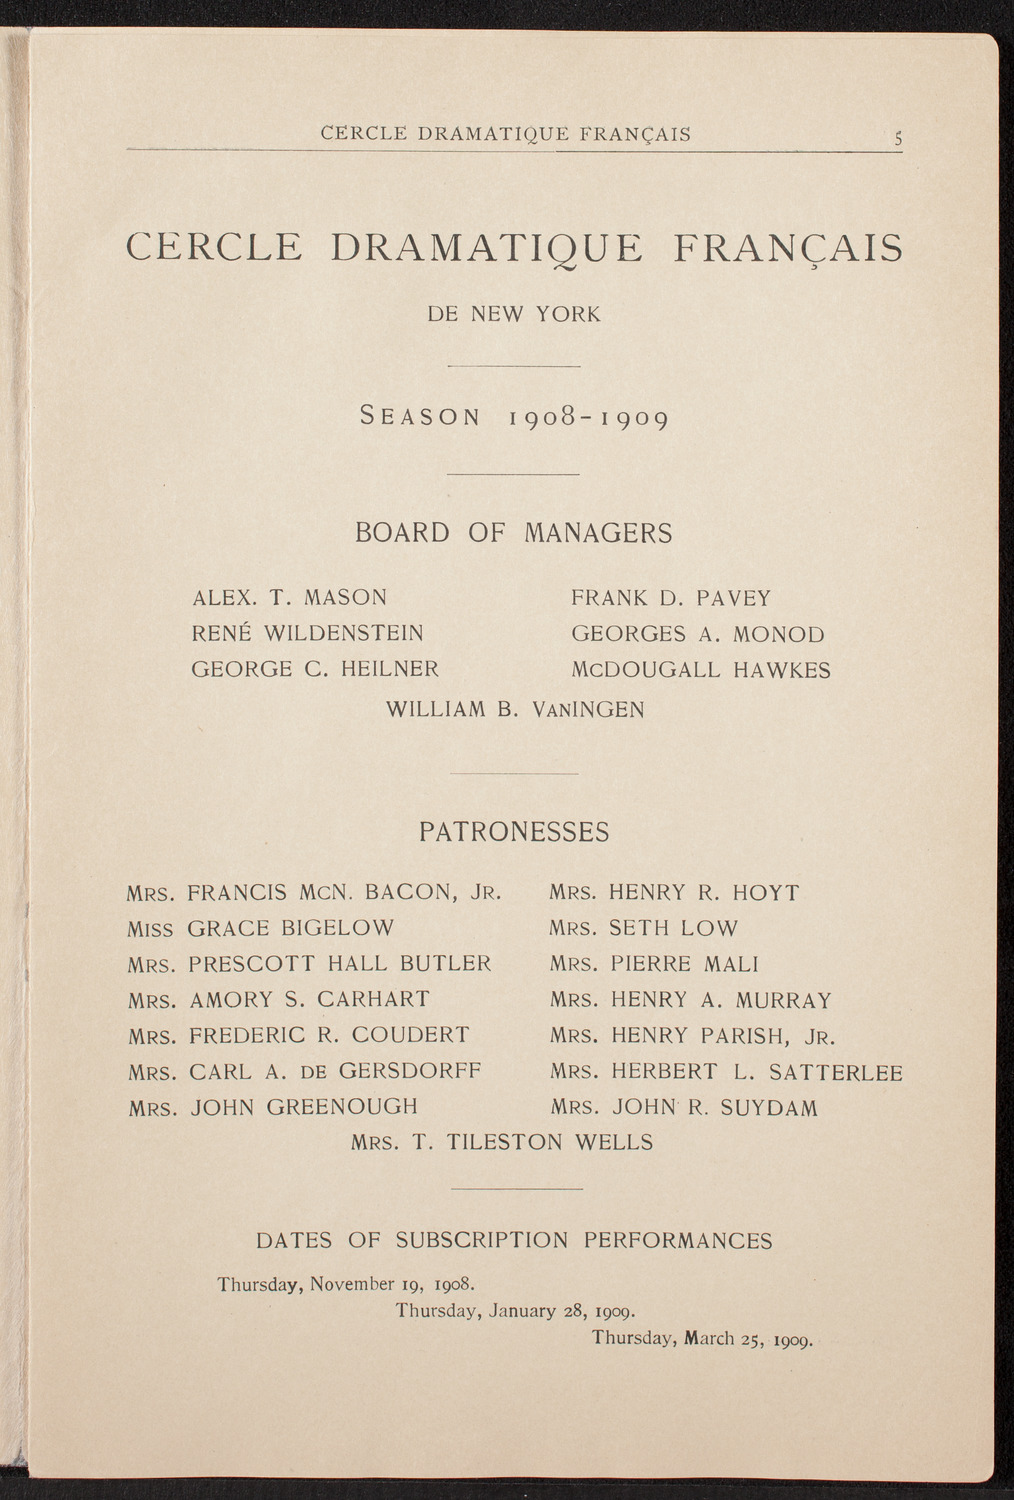 CERCLE DRAMATIQUE FRANÇAIS 5
CERCLE DRAMATIQUE FRANÇAIS
DE NEW YORK
SEASON 1908-1909
BOARD OF MANAGERS
ALEX. T. MASON FRANK D. PAVEY
RENÉ WILDENSTEIN GEORGES A. MONOD
GEORGE C. HEILNER McDOUGALL HAWKES
WILLIAM B. VANINGEN
PATRONESSES
MRS. FRANCIS McN. BACON, JR. MRS. HENRY R. HOYT
MISS GRACE BIGELOW MRS. SETH LOW
MRS. PRESCOTT HALL BUTLER MRS. PIERRE MALI
MRS. AMORY S. CARHART MRS. HENRY A. MURRAY
MRS. FREDERIC R. COUDERT MRS. HENRY PARISH, JR.
MRS. CARL A. DE GERSDORFF MRS. HERBERT L. SATTERLEE
MRS. JOHN GREENOUGH MRS. JOHN R. SUYDAM
MRS. T. TILESTON WELLS
DATES OF SUBSCRIPTION PERFORMANCES
Thursday, November 19, 1908.
Thursday, January 28, 1909.
Thursday, March 25, 1909.